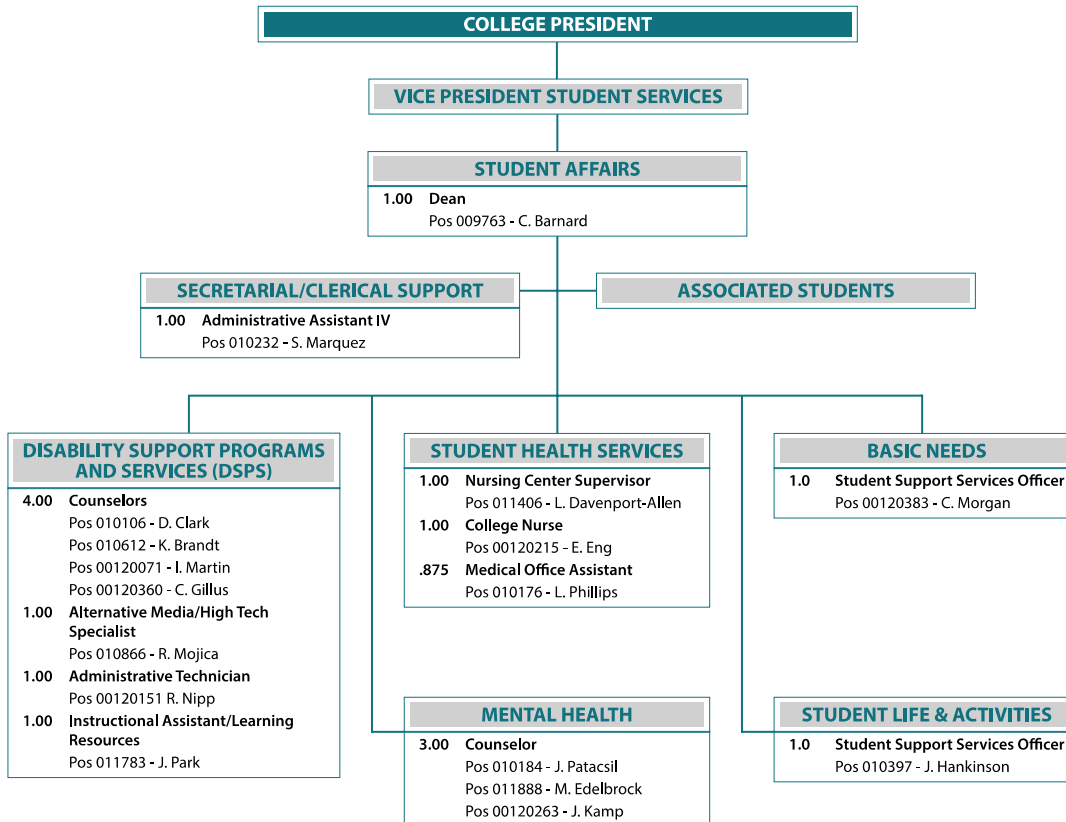 COLLEGE PRESIDENT
VICE PRESIDENT STUDENT SERVICES
STUDENT AFFAIRS
1.00 Dean
Pos 009763 - C. Barnard
SECRETARIAL/CLERICAL SUPPORT
1.00 Administrative Assistant IV
Pos 010232 - S. Marquez
ASSOCIATED STUDENTS
DISABILITY SUPPORT PROGRAMS
AND SERVICES (DSPS)
4.00 Counselors
Pos 010106 - D. Clark
Pos 010612 - K. Brandt
Pos 00120071 - I. Martin
Pos 00120360 - C. Gillus
1.00 Alternative Media/High Tech
Specialist
Pos 010866 - R. Mojica
1.00 Administrative Technician
Pos 00120151 R. Nipp
1.00 Instructional Assistant/Learning
Resources
Pos 011783 - J. Park
STUDENT HEALTH SERVICES
1.00 Nursing Center Supervisor
Pos 011406 - L. Davenport-Allen
1.00 College Nurse
Pos 00120215 - E. Eng
.875 Medical Office Assistant
Pos 010176 - L. Phillips
MENTAL HEALTH
3.00 Counselor
Pos 010184 - J. Patacsil
Pos 011888 - M. Edelbrock
Pos 00120263 - J. Kamp
BASIC NEEDS
1.0 Student Support Services Officer
Pos 00120383 - C. Morgan
STUDENT LIFE & ACTIVITIES
1.0 Student Support Services Officer
Pos 010397 - J. Hankinson